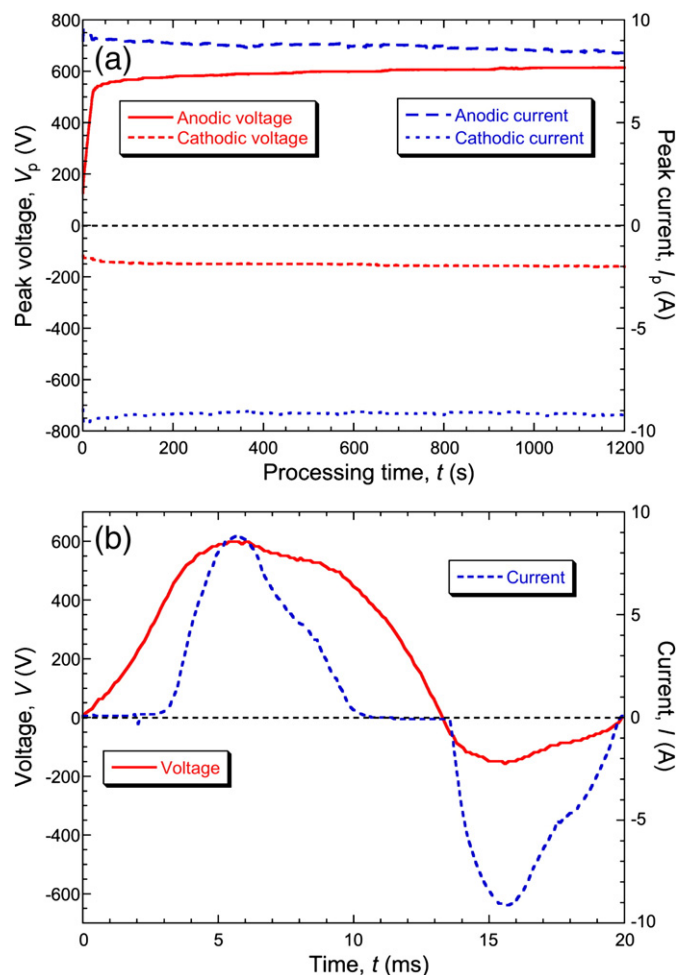 (a)
800
600
400
200
0
-200
-400
-600
-800
Peak voltage, Vp (V)
10
5
0
-5
-10
Peak current, Ip (A)
Anodic voltage
Cathodic voltage
Anodic current
Cathodic current
0 200 400 600 800 1000 1200
Processing time, t (s)
(b)
600
400
200
0
-200
-400
-600
Voltage, V (V)
10
5
0
-5
-10
Current, I (A)
Current
Voltage
0 5 10 15 20
Time, t (ms)